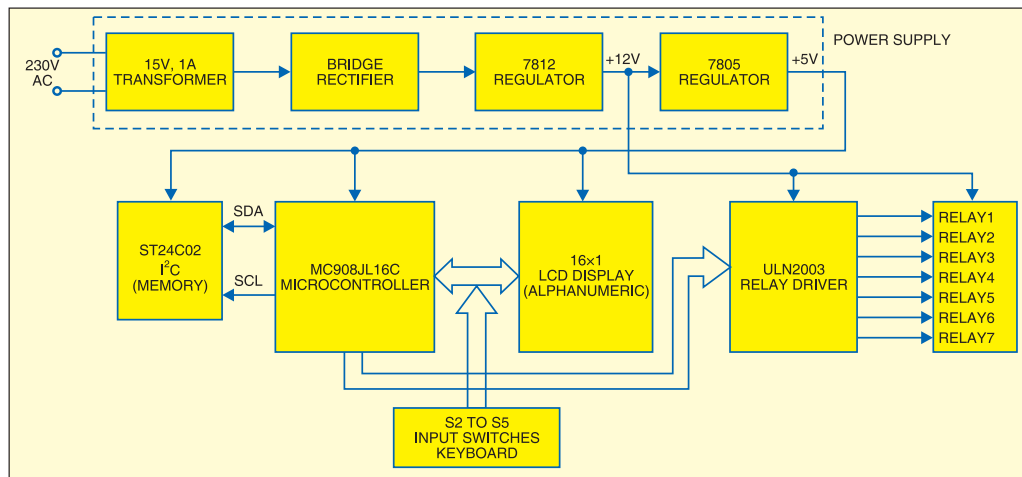 230V
AC
15V, 1A
TRANSFORMER
BRIDGE
RECTIFIER
7812
REGULATOR
+12V
7805
REGULATOR
+5V
POWER SUPPLY
ST24C02
I²C
(MEMORY)
SDA
SCL
MC908JL16C
MICROCONTROLLER
16×1
LCD DISPLAY
(ALPHANUMERIC)
ULN2003
RELAY DRIVER
RELAY1
RELAY2
RELAY3
RELAY4
RELAY5
RELAY6
RELAY7
S2 TO S5
INPUT SWITCHES
KEYBOARD